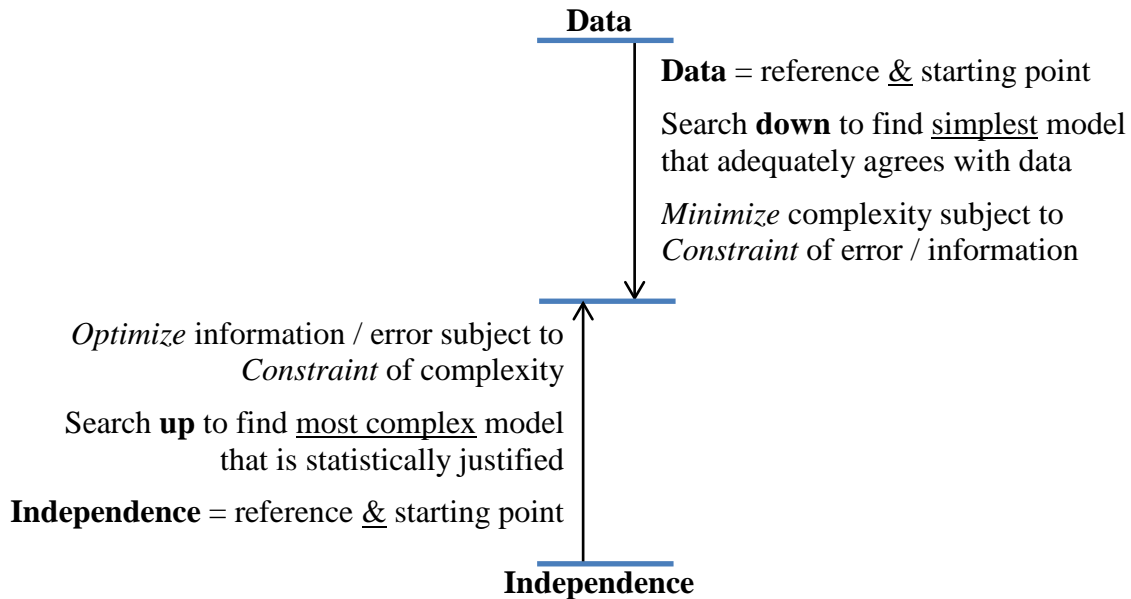 Data
Data = reference & starting point
Search down to find simplest model
that adequately agrees with data
Minimize complexity subject to
Constraint of error / information
Optimize information / error subject to
Constraint of complexity
Search up to find most complex model
that is statistically justified
Independence = reference & starting point
Independence